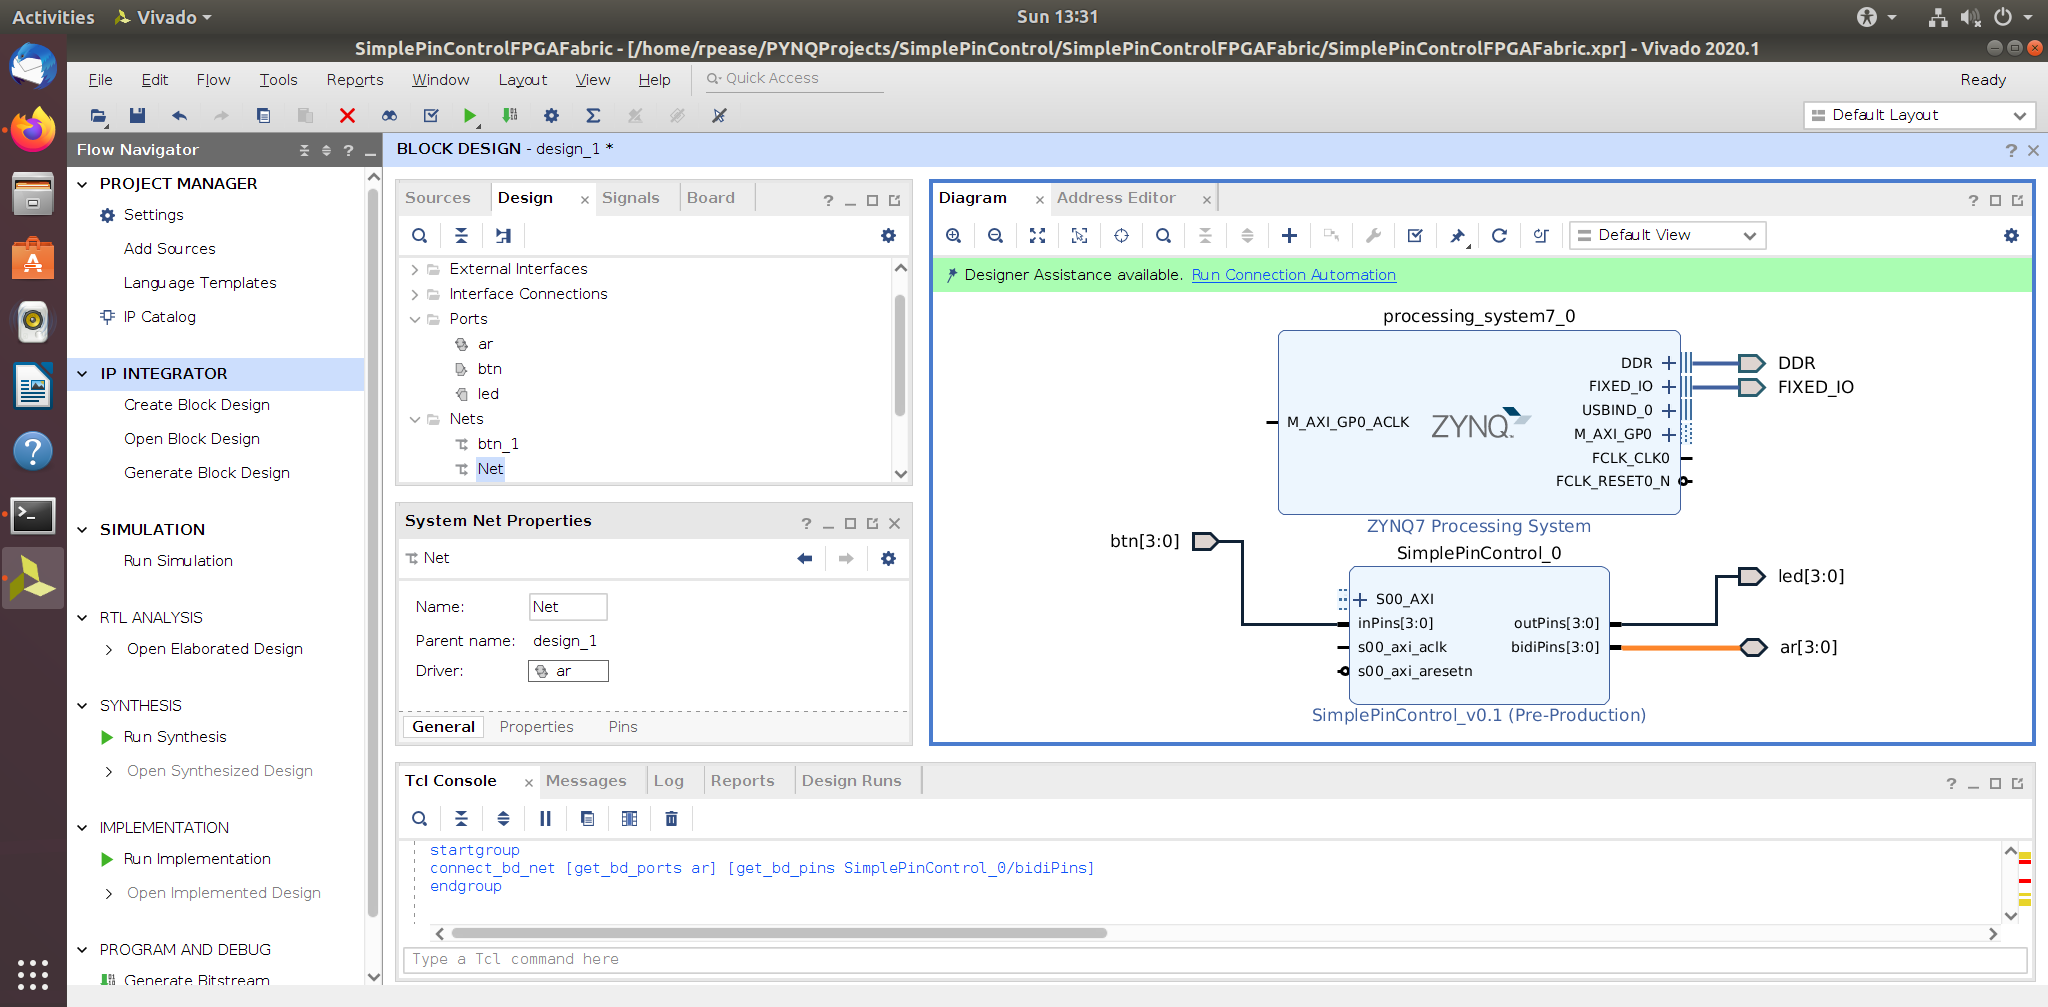 Activities
Vivado
Sun 13:31
SimplePinControlFPGAFabric - [/home/rpease/PYNQProjects/SimplePinControl/SimplePinControlFPGAFabric/SimplePinControlFPGAFabric.xpr] - Vivado 2020.1
File Edit Flow Tools Reports Window Layout View Help
Quick Access
Ready
Default Layout
Flow Navigator
PROJECT MANAGER
Settings
Add Sources
Language Templates
IP Catalog
IP INTEGRATOR
Create Block Design
Open Block Design
Generate Block Design
SIMULATION
Run Simulation
RTL ANALYSIS
Open Elaborated Design
SYNTHESIS
Run Synthesis
Open Synthesized Design
IMPLEMENTATION
Run Implementation
Open Implemented Design
PROGRAM AND DEBUG
Generate Bitstream
BLOCK DESIGN - design_1 *
Sources Design Signals Board
External Interfaces
Interface Connections
Ports
ar
btn
led
Nets
btn_1
Net
System Net Properties
Net
Name: Net
Parent name: design_1
Driver: ar
General Properties Pins
Diagram Address Editor
Default View
Designer Assistance available. Run Connection Automation
processing_system7_0
M_AXI_GP0_ACLK
ZYNQ
DDR
FIXED_IO
USBIND_0
M_AXI_GP0
FCLK_CLK0
FCLK_RESET0_N
DDR
FIXED_IO
ZYNQ7 Processing System
btn[3:0]
SimplePinControl_0
S00_AXI
inPins[3:0]
s00_axi_aclk
s00_axi_aresetn
outPins[3:0]
bidiPins[3:0]
led[3:0]
ar[3:0]
SimplePinControl_v0.1 (Pre-Production)
Tcl Console Messages Log Reports Design Runs
startgroup
connect_bd_net [get_bd_ports ar] [get_bd_pins SimplePinControl_0/bidiPins]
endgroup
Type a Tcl command here